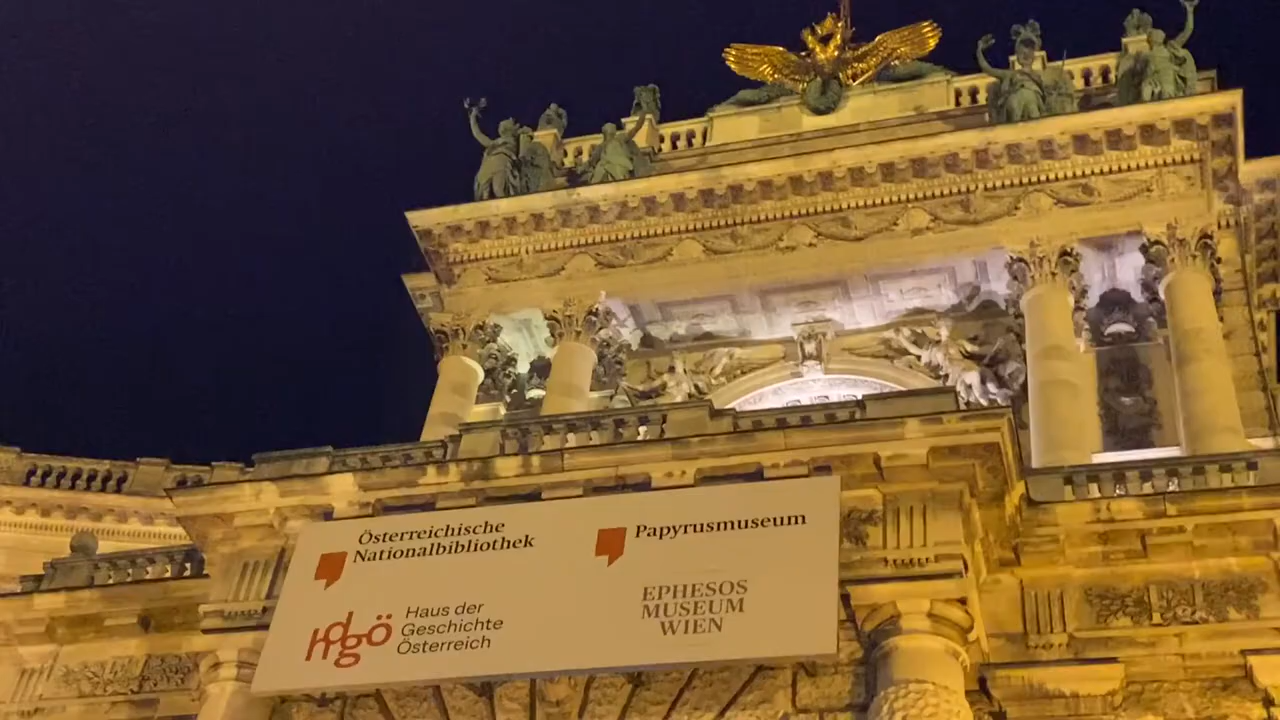 Österreichische
Nationalbibliothek
Papyrusmuseum
hdgö
Haus der
Geschichte
Österreich
EPHESOS
MUSEUM
WIEN